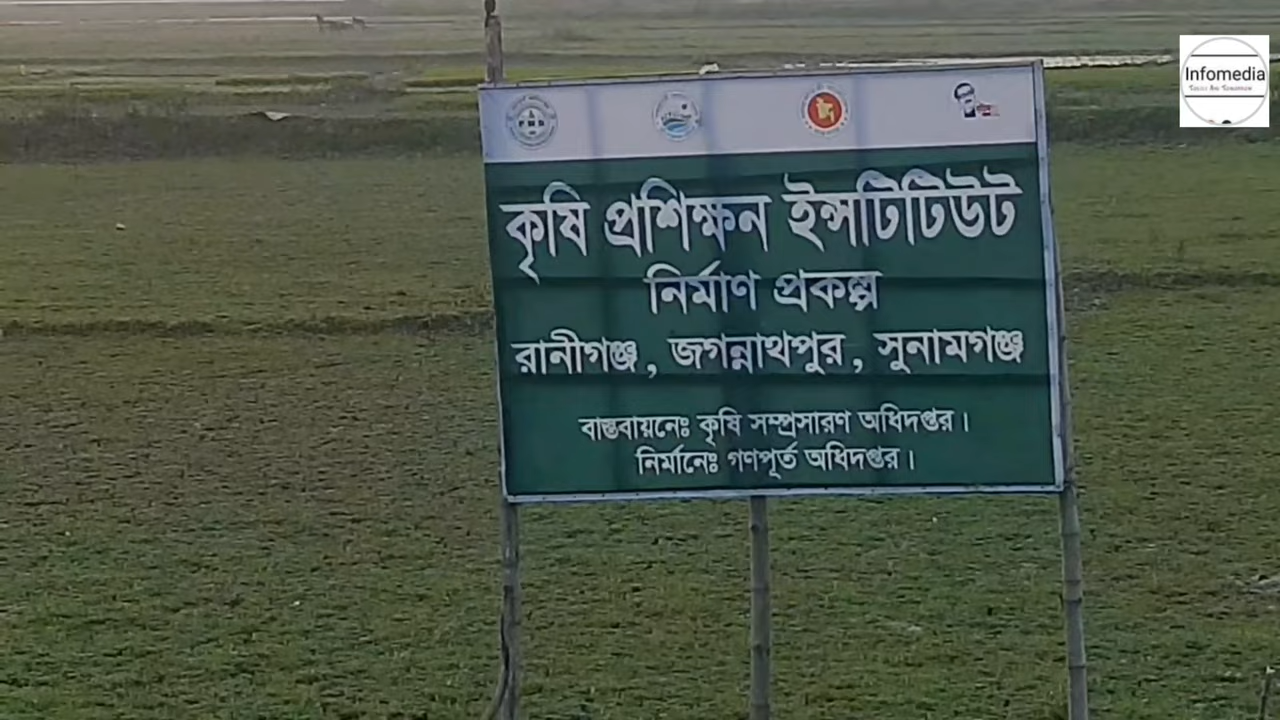 Infomedia
কৃষি প্রশিক্ষন ইন্সটিটিউট
নির্মাণ প্রকল্প
রানীগঞ্জ, জগন্নাথপুর, সুনামগঞ্জ
বাস্তবায়নেঃ কৃষি সম্প্রসারণ অধিদপ্তর।
নির্মানেঃ গণপূর্ত অধিদপ্তর।